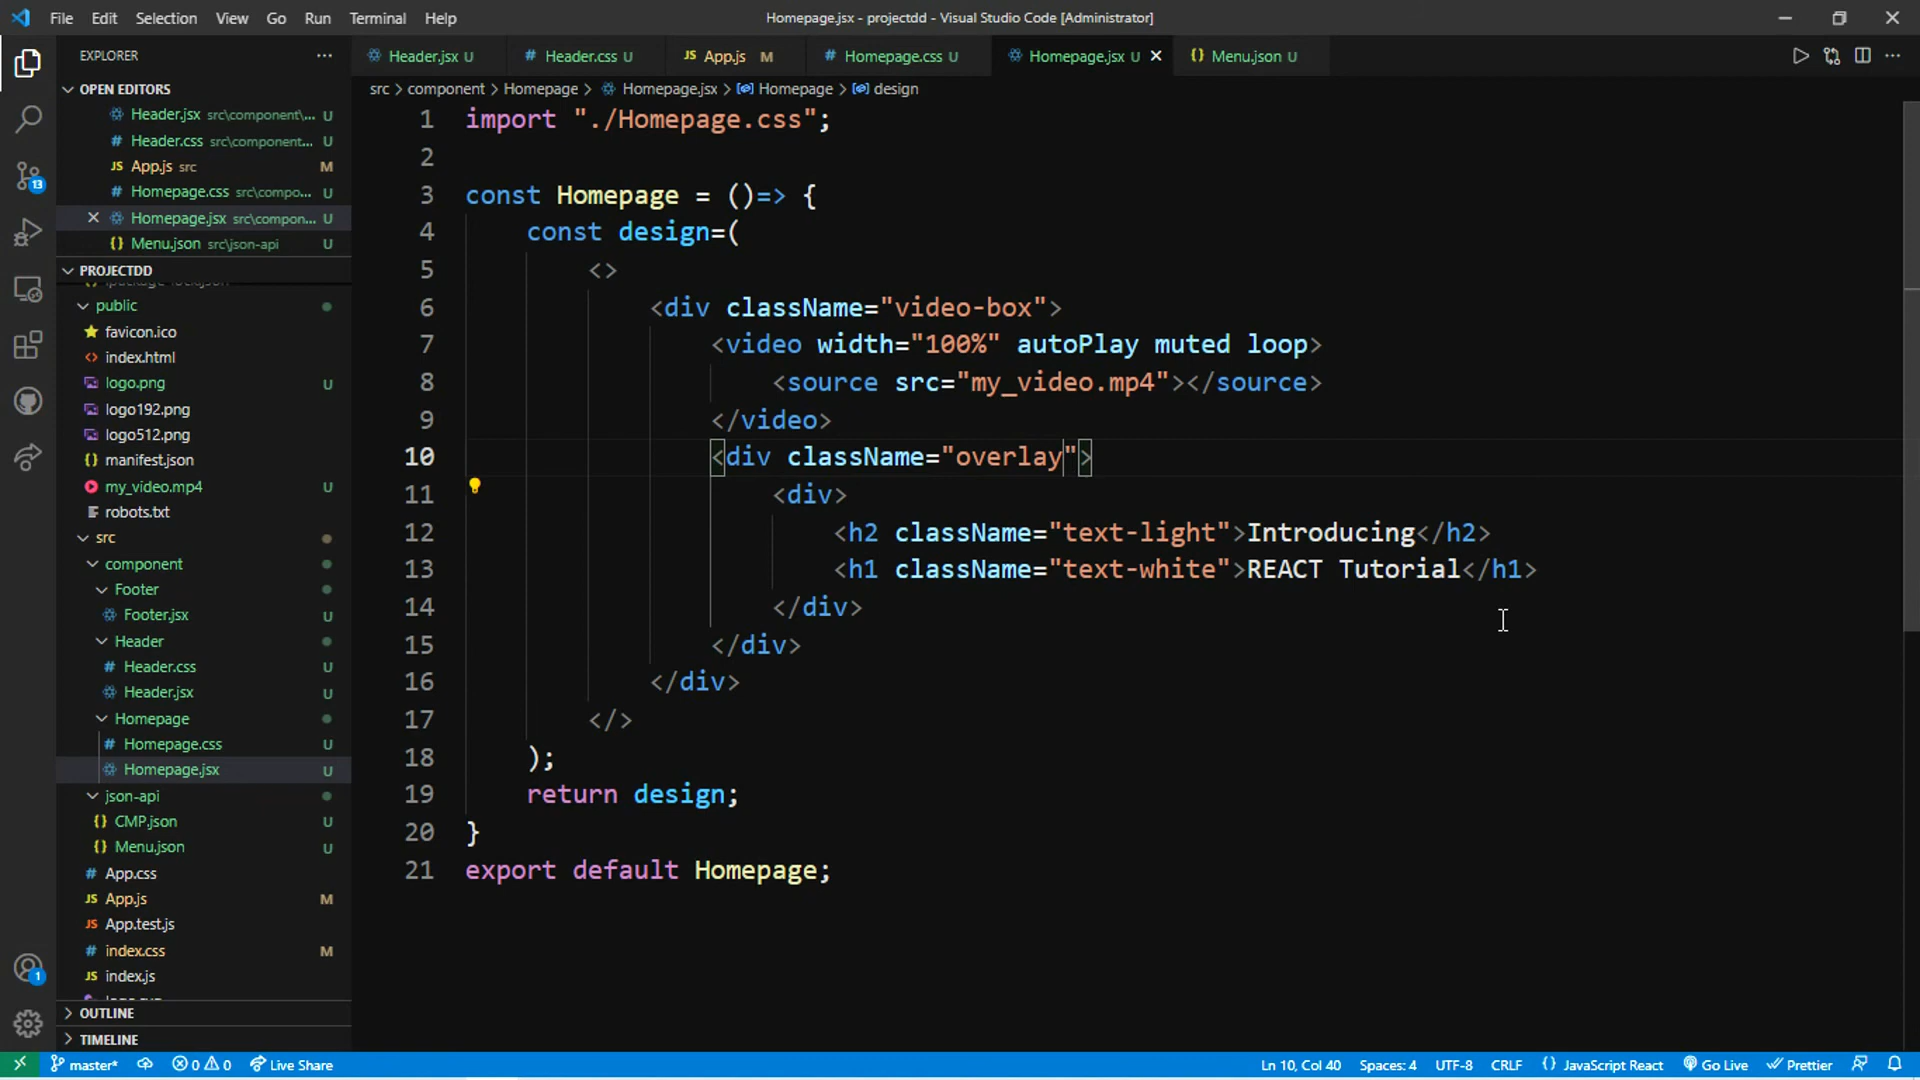 File Edit Selection View Go Run Terminal Help
Homepage.jsx - projectdd - Visual Studio Code [Administrator]
EXPLORER
Header.jsx U
Header.css U
JS App.js M
Homepage.css U
Homepage.jsx U
Menu.json U
src > component > Homepage > Homepage.jsx > Homepage > design
OPEN EDITORS
Header.jsx src\component\... U
Header.css src\component... U
JS App.js src M
Homepage.css src\compo... U
Homepage.jsx src\compon... U
Menu.json src\json-api U
PROJECTDD
public
favicon.ico
index.html
logo.png U
logo192.png
logo512.png
manifest.json
my_video.mp4 U
robots.txt
src
component
Footer
Footer.jsx U
Header
Header.css U
Header.jsx U
Homepage
Homepage.css U
Homepage.jsx U
json-api
CMP.json U
Menu.json U
App.css
JS App.js M
JS App.test.js
index.css M
JS index.js
OUTLINE
TIMELINE
13
1
1 import "./Homepage.css";
2
3 const Homepage = ()=> {
4 const design=(
5 <>
6 <div className="video-box">
7 <video width="100%" autoPlay muted loop>
8 <source src="my_video.mp4"></source>
9 </video>
10 <div className="overlay">
11 <div>
12 <h2 className="text-light">Introducing</h2>
13 <h1 className="text-white">REACT Tutorial</h1>
14 </div>
15 </div>
16 </div>
17 </>
18 );
19 return design;
20 }
21 export default Homepage;
master* 0 0 Live Share
Ln 10, Col 40 Spaces: 4 UTF-8 CRLF {} JavaScript React Go Live Prettier